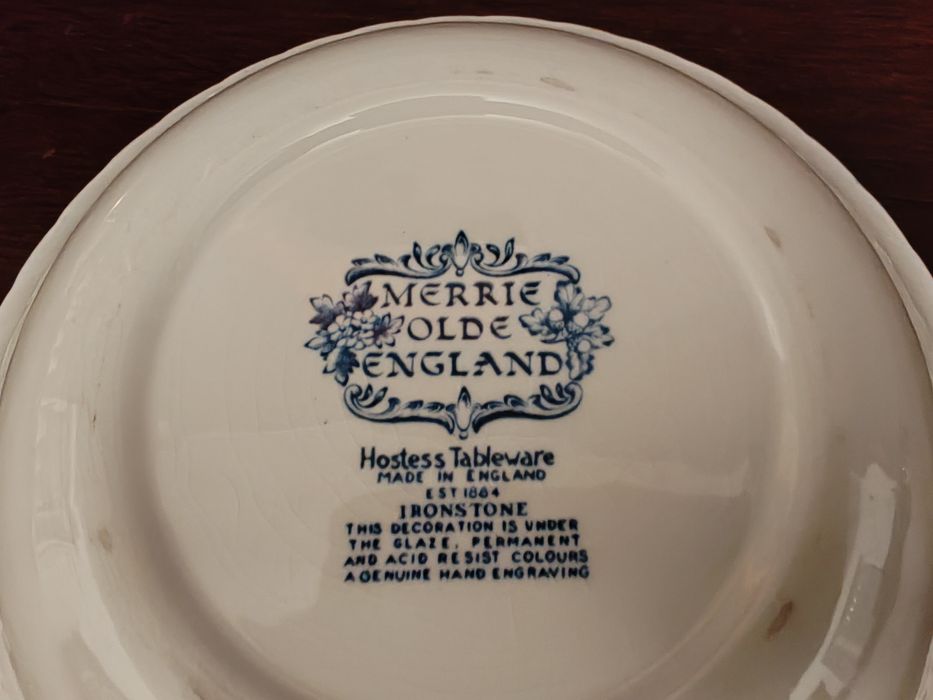 MERRIE
OLDE
ENGLAND
Hostess Tableware
MADE IN ENGLAND
EST 1884
IRONSTONE
THIS DECORATION IS UNDER
THE GLAZE, PERMANENT
AND ACID RESIST COLOURS
A GENUINE HAND ENGRAVING